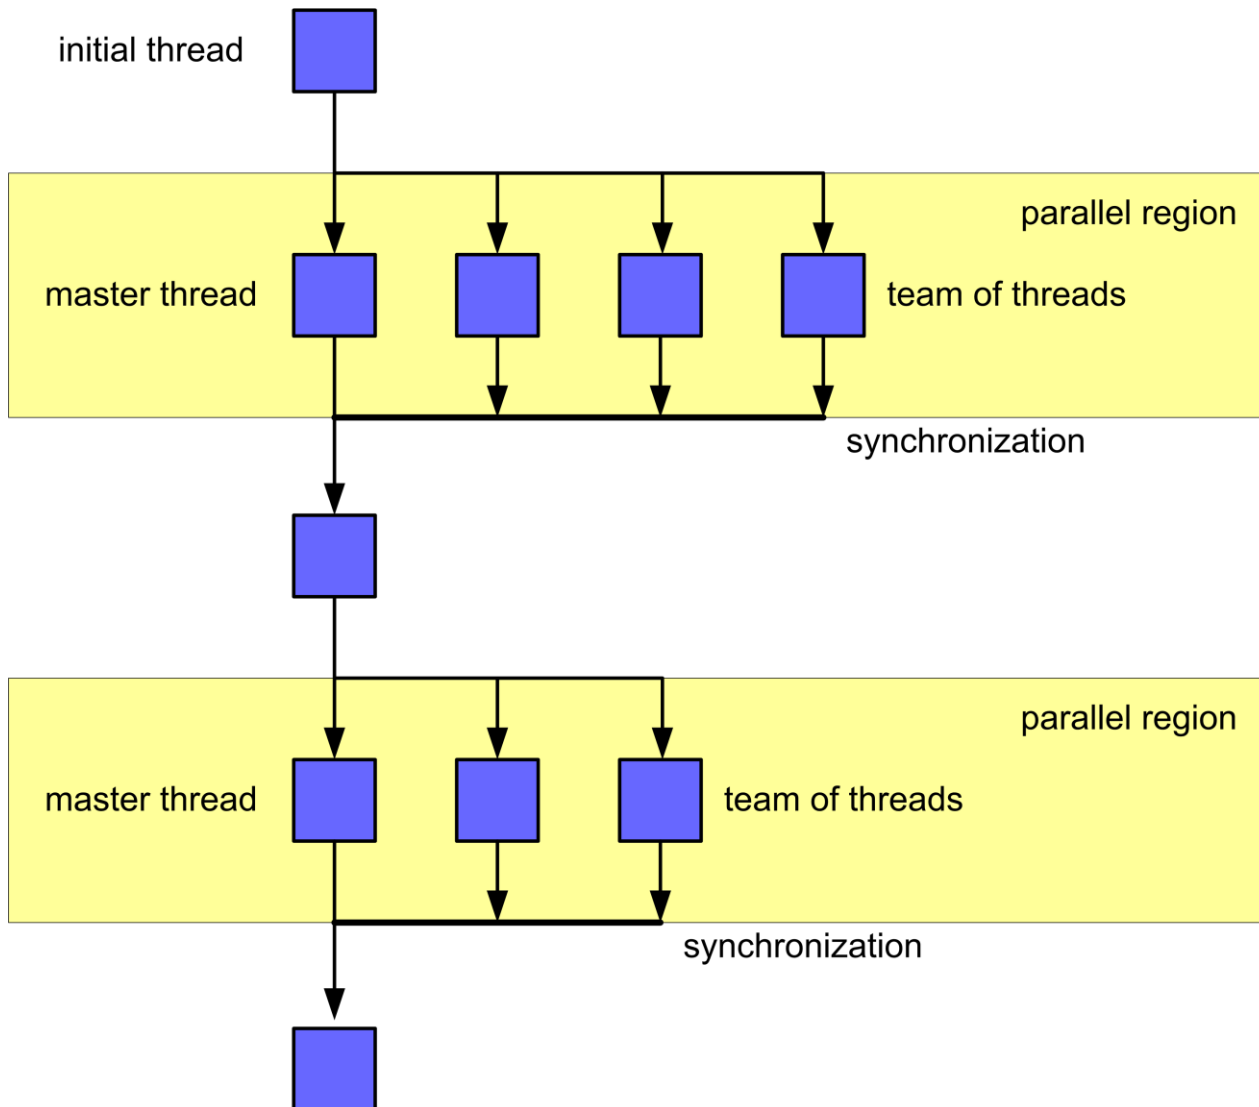 initial thread
parallel region
master thread
team of threads
synchronization
parallel region
master thread
team of threads
synchronization